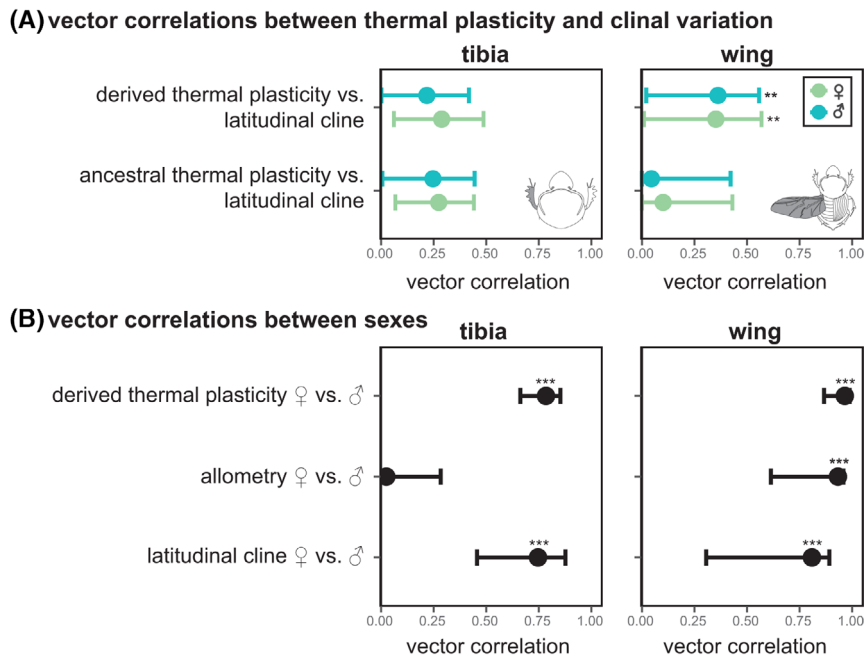 (A) vector correlations between thermal plasticity and clinal variation
tibia
wing
derived thermal plasticity vs.
latitudinal cline
ancestral thermal plasticity vs.
latitudinal cline
**
**
♀
♂
0.00 0.25 0.50 0.75 1.00
0.00 0.25 0.50 0.75 1.00
vector correlation
vector correlation
(B) vector correlations between sexes
tibia
wing
derived thermal plasticity ♀ vs. ♂
***
***
allometry ♀ vs. ♂
***
latitudinal cline ♀ vs. ♂
***
***
0.00 0.25 0.50 0.75 1.00
0.00 0.25 0.50 0.75 1.00
vector correlation
vector correlation